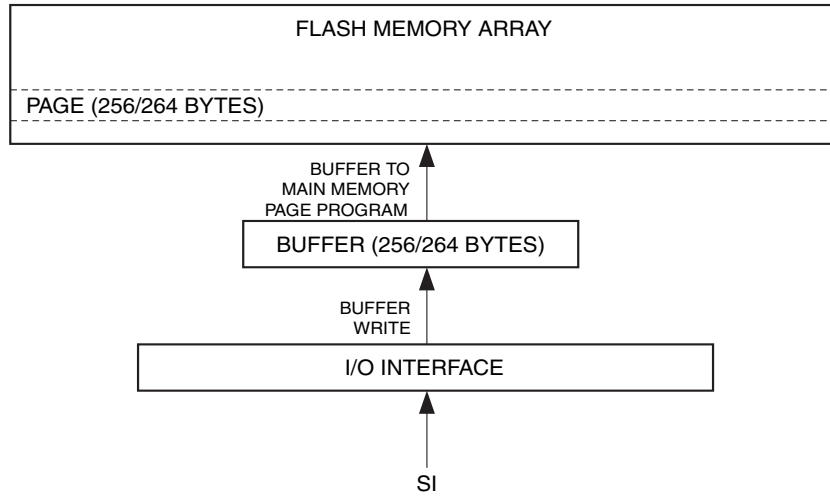 FLASH MEMORY ARRAY
PAGE (256/264 BYTES)
BUFFER TO
MAIN MEMORY
PAGE PROGRAM
BUFFER (256/264 BYTES)
BUFFER
WRITE
I/O INTERFACE
SI